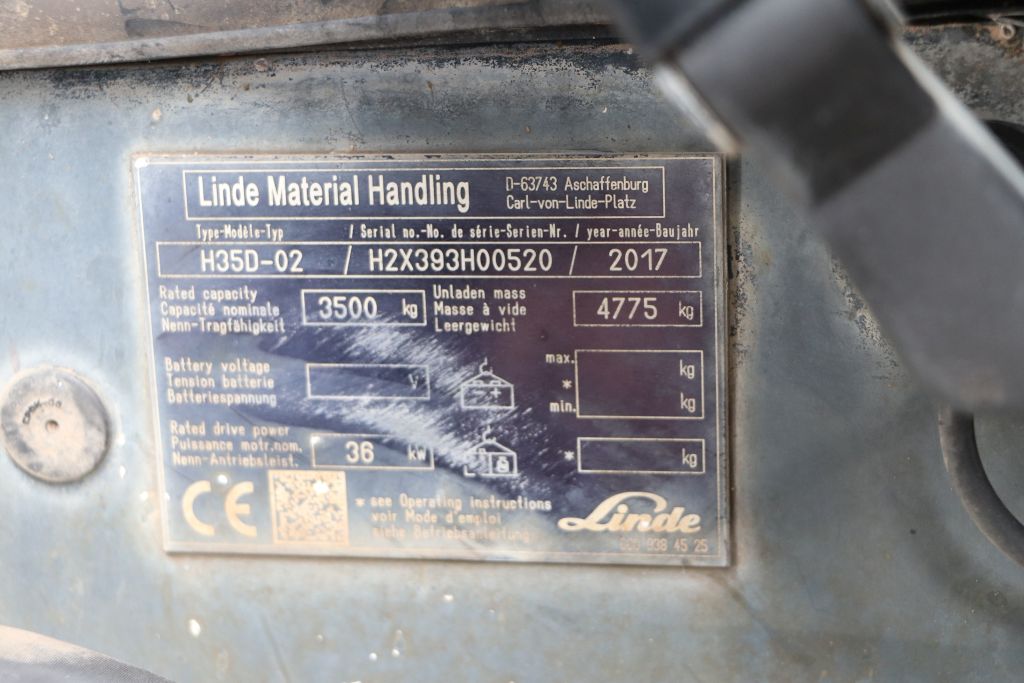 Linde Material Handling
D-63743 Aschaffenburg
Carl-von-Linde-Platz
Type-Modèle-Typ / Serial no.-No. de série-Serien-Nr. / year-année-Baujahr
H35D-02 / H2X393H00520 / 2017
Rated capacity
Capacité nominale
Nenn-Tragfähigkeit
3500 kg
Unladen mass
Masse à vide
Leergewicht
4775 kg
Battery voltage
Tension batterie
Batteriespannung
V
max. kg
*
min. kg
Rated drive power
Puissance motr.nom.
Nenn-Antriebsleist.
36 kW
* kg
CE
* see Operating instructions
voir Mode d'emploi
siehe Betriebsanleitung
Linde
938 45 25